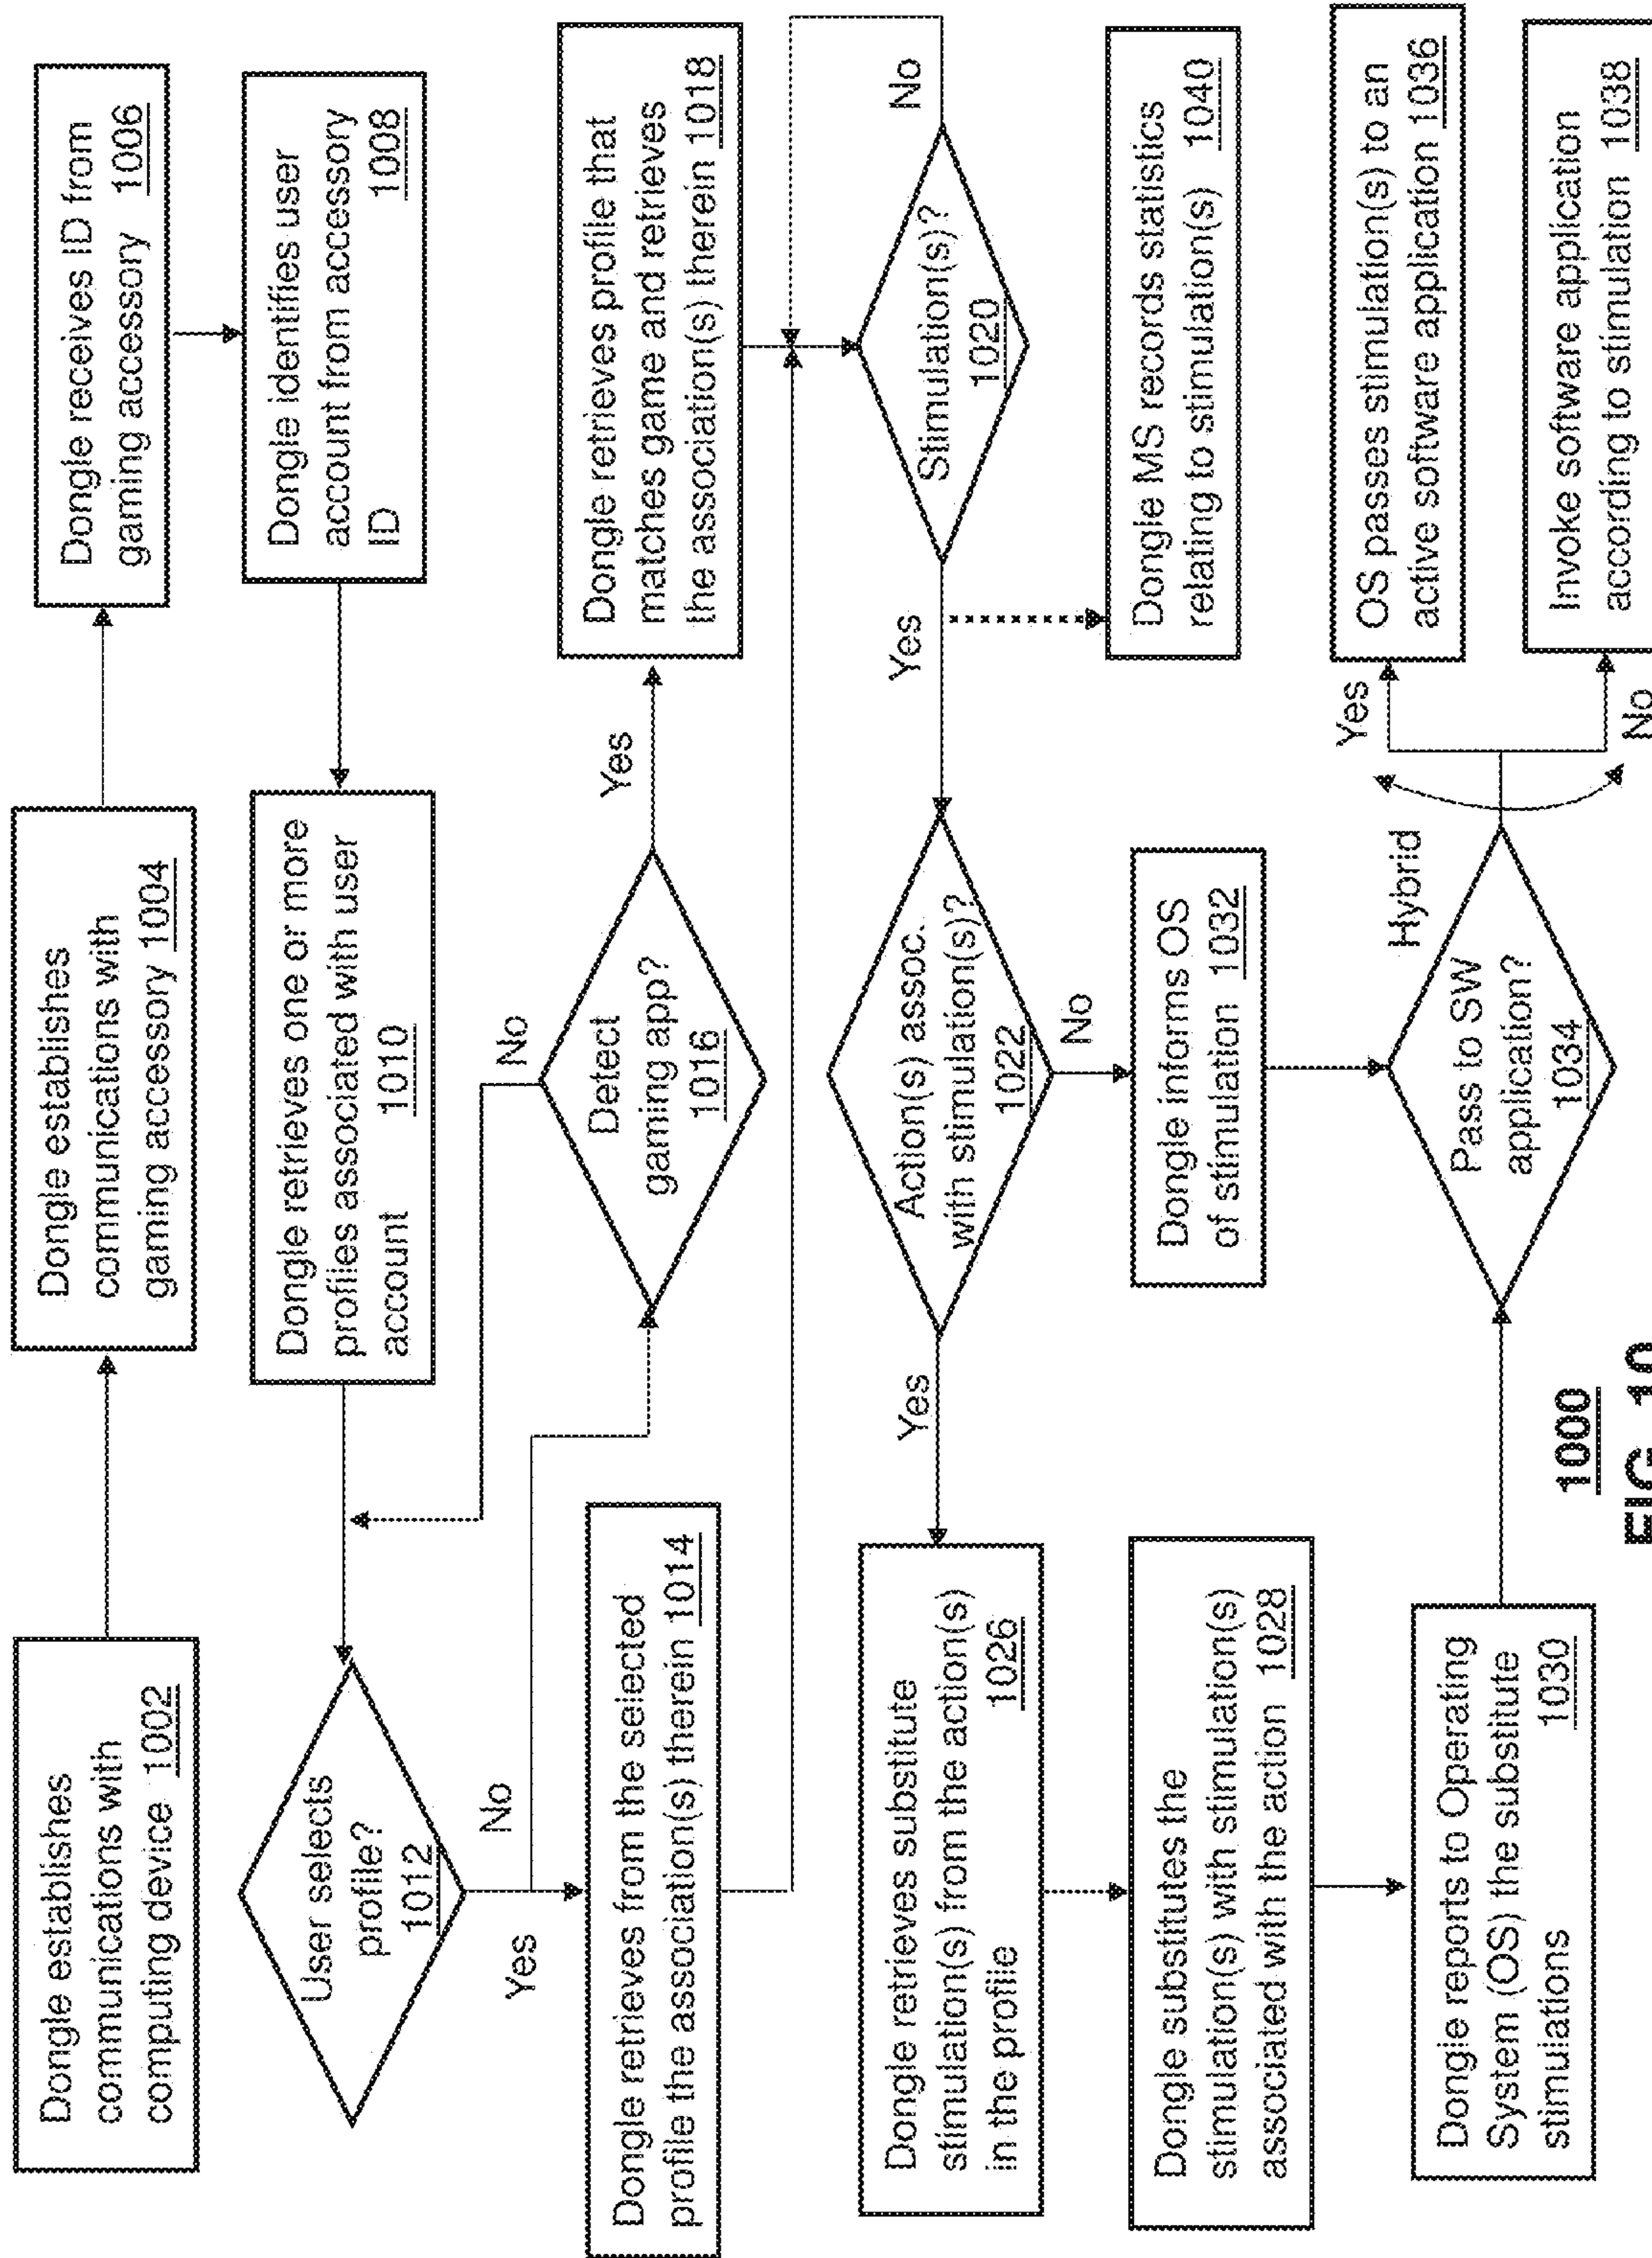 Dongle establishes
communications with
computing device 1002
Dongle establishes
communications with
gaming accessory 1004
Dongle receives ID from
gaming accessory 1006
User selects
profile?
1012
Dongle retrieves one or more
profiles associated with user
account 1010
Dongle identifies user
account from accessory
ID 1008
Yes
No
No
Detect
gaming app?
1016
Yes
Dongle retrieves from the selected
profile the association(s) therein 1014
Dongle retrieves profile that
matches game and retrieves
the association(s) therein 1018
Dongle retrieves substitute
stimulation(s) from the action(s)
in the profile 1026
Yes
Action(s) assoc.
with stimulation(s)?
1022
No
Yes
Stimulation(s)?
1020
No
Dongle substitutes the
stimulation(s) with stimulation(s)
associated with the action 1028
Dongle informs OS
of stimulation 1032
Dongle MS records statistics
relating to stimulation(s) 1040
Dongle reports to Operating
System (OS) the substitute
stimulations 1030
Pass to SW
application?
1034
Hybrid
Yes
No
OS passes stimulation(s) to an
active software application 1036
Invoke software application
according to stimulation 1038
1000
FIG. 10